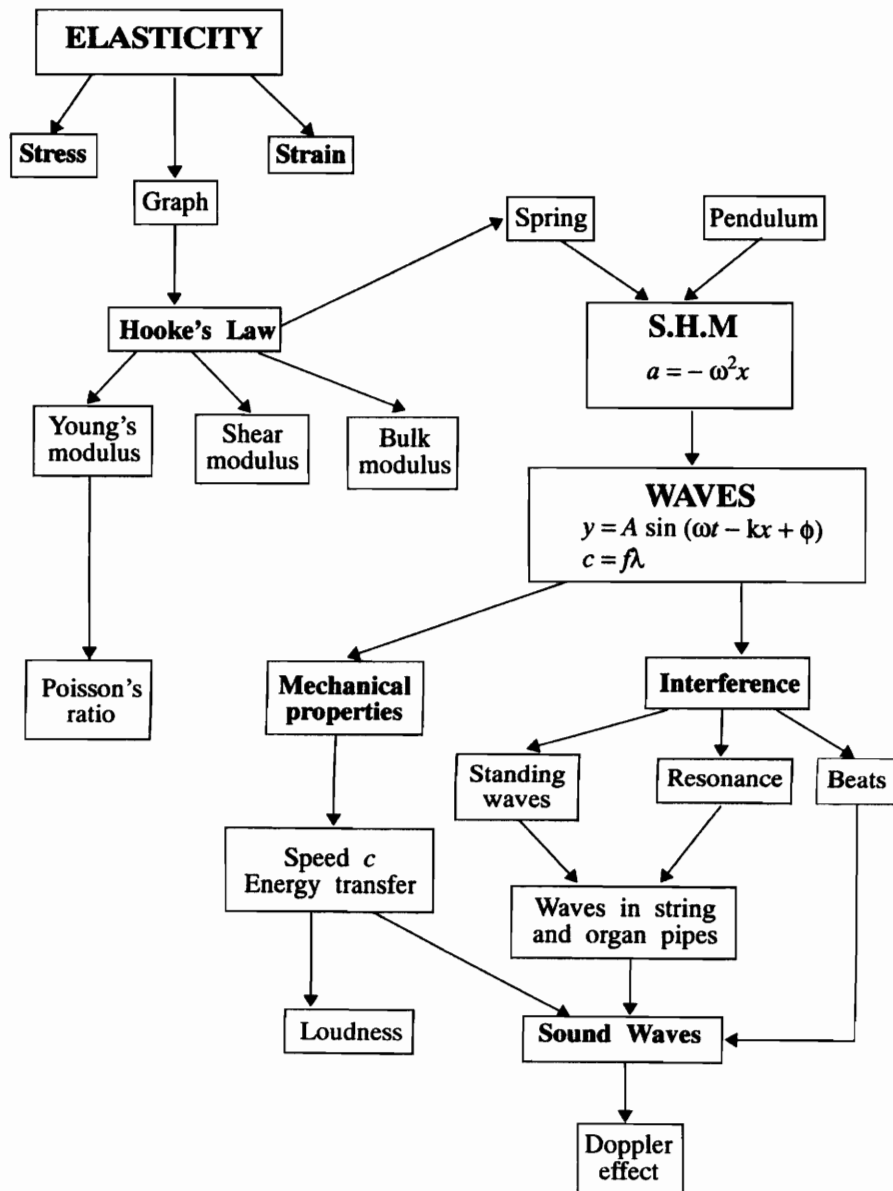 ELASTICITY
Stress
Strain
Graph
Spring
Pendulum
Hooke's Law
S.H.M
a = − ω²x
Young's
modulus
Shear
modulus
Bulk
modulus
WAVES
y = A sin (ωt − kx + ϕ)
c = fλ
Poisson's
ratio
Mechanical
properties
Interference
Standing
waves
Resonance
Beats
Speed c
Energy transfer
Waves in string
and organ pipes
Loudness
Sound Waves
Doppler
effect